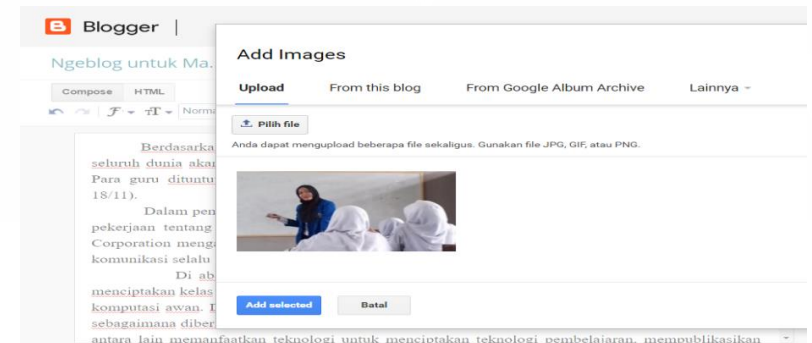 Blogger
Ngeblog untuk Ma.
Compose HTML
Norma
Berdasarka
seluruh dunia akan
Para guru dituntu
18/11).
Dalam pen
pekerjaan tentang
Corporation menga
komunikasi selalu
Di ab
menciptakan kelas
komputasi awan. I
sebagaimana diber
antara lain memanfaatkan teknologi untuk menciptakan teknologi pembelajaran, mempublikasikan
Add Images
Upload From this blog From Google Album Archive Lainnya
Pilih file
Anda dapat mengupload beberapa file sekaligus. Gunakan file JPG, GIF, atau PNG.
Add selected Batal